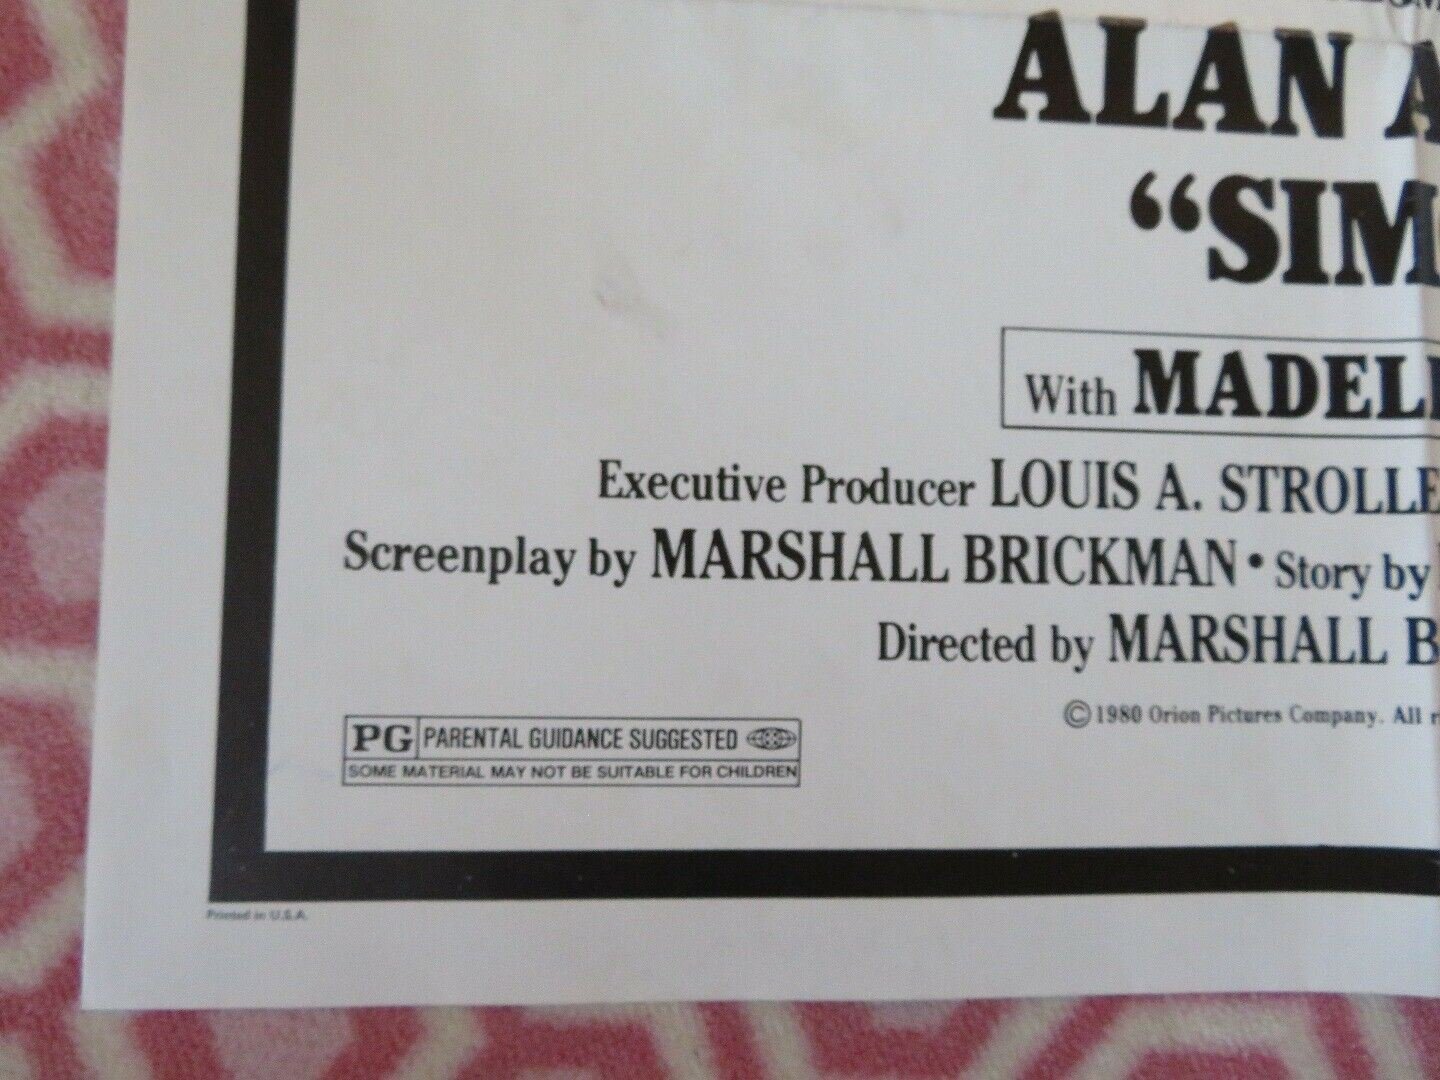 ALAN A
“SIM
With MADELI
Executive Producer LOUIS A. STROLLE
Screenplay by MARSHALL BRICKMAN • Story by
Directed by MARSHALL B
©1980 Orion Pictures Company. All r
PG PARENTAL GUIDANCE SUGGESTED
SOME MATERIAL MAY NOT BE SUITABLE FOR CHILDREN
Printed in U.S.A.